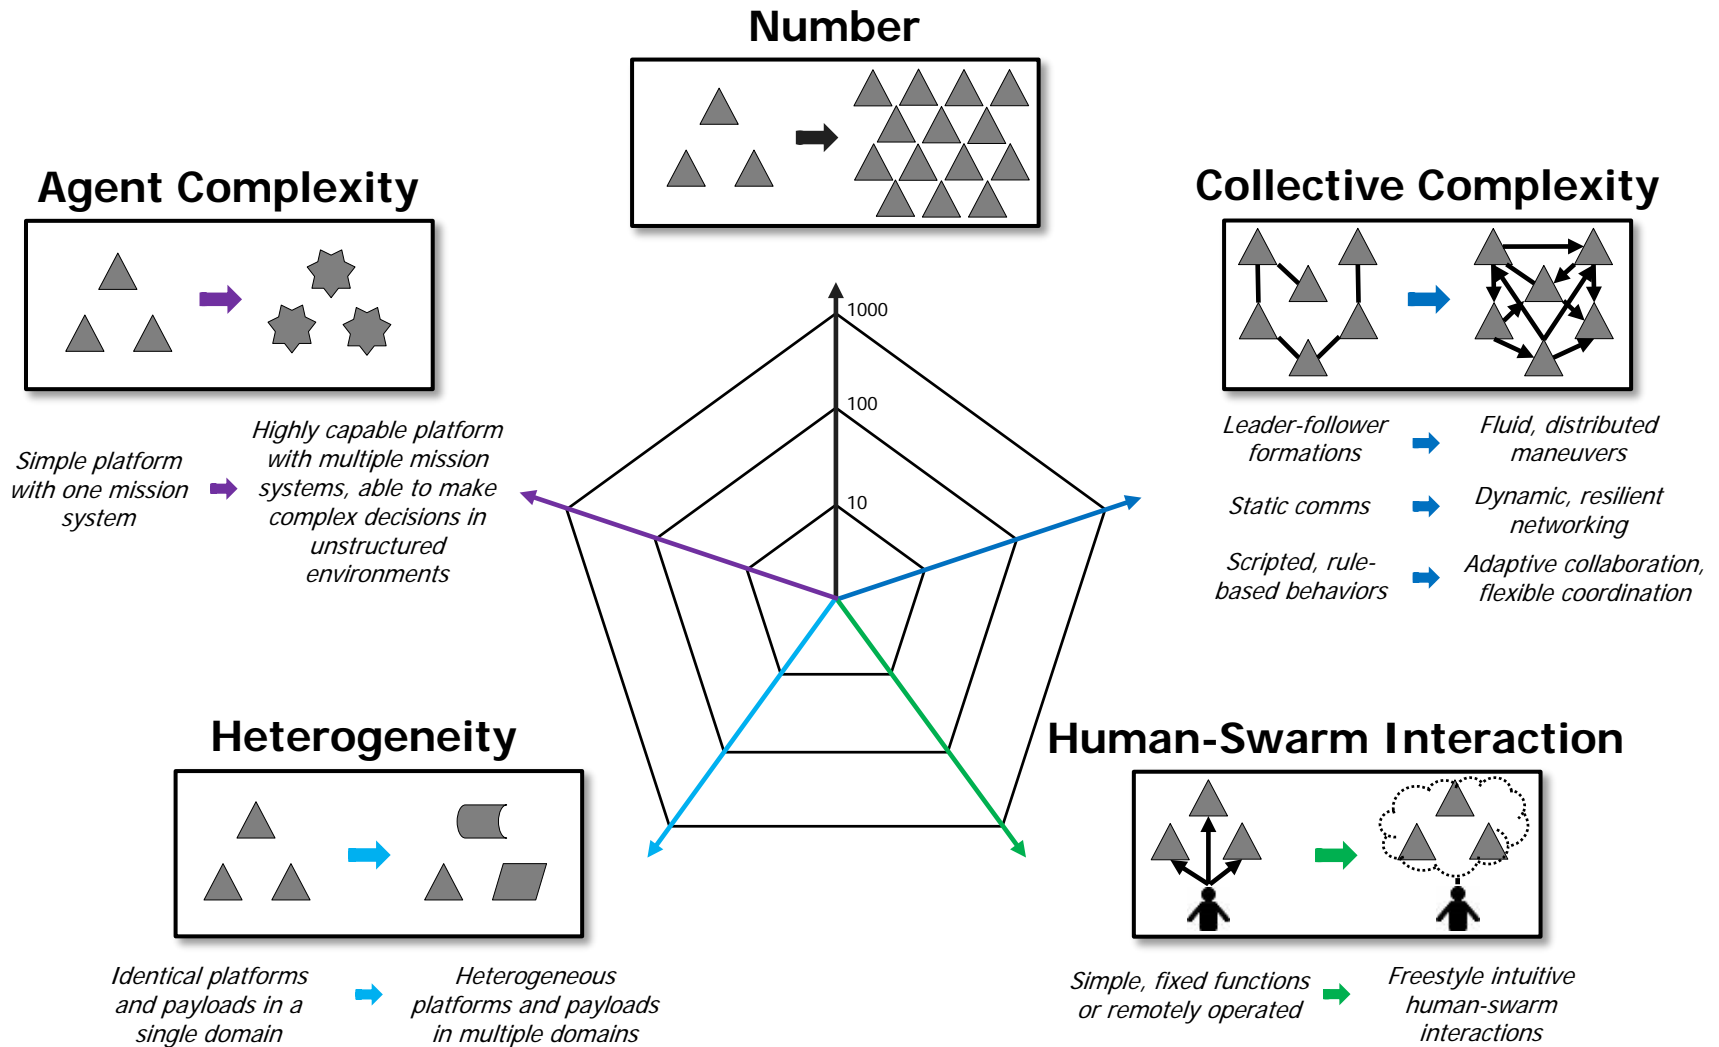 Number
Agent Complexity
Simple platform
with one mission
system
Highly capable platform
with multiple mission
systems, able to make
complex decisions in
unstructured
environments
1000
100
10
Collective Complexity
Leader-follower
formations
Fluid, distributed
maneuvers
Static comms
Dynamic, resilient
networking
Scripted, rule-
based behaviors
Adaptive collaboration,
flexible coordination
Heterogeneity
Identical platforms
and payloads in a
single domain
Heterogeneous
platforms and payloads
in multiple domains
Human-Swarm Interaction
Simple, fixed functions
or remotely operated
Freestyle intuitive
human-swarm
interactions